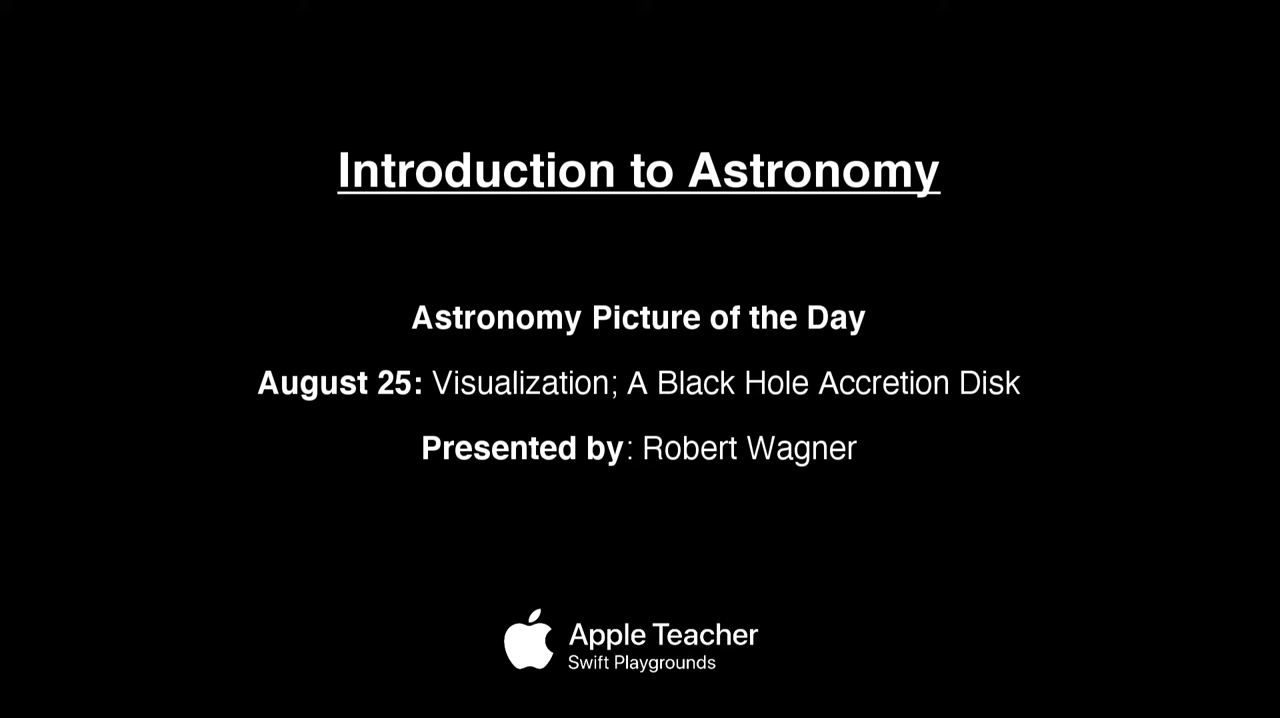 Introduction to Astronomy
Astronomy Picture of the Day
August 25: Visualization; A Black Hole Accretion Disk
Presented by: Robert Wagner
Apple Teacher
Swift Playgrounds